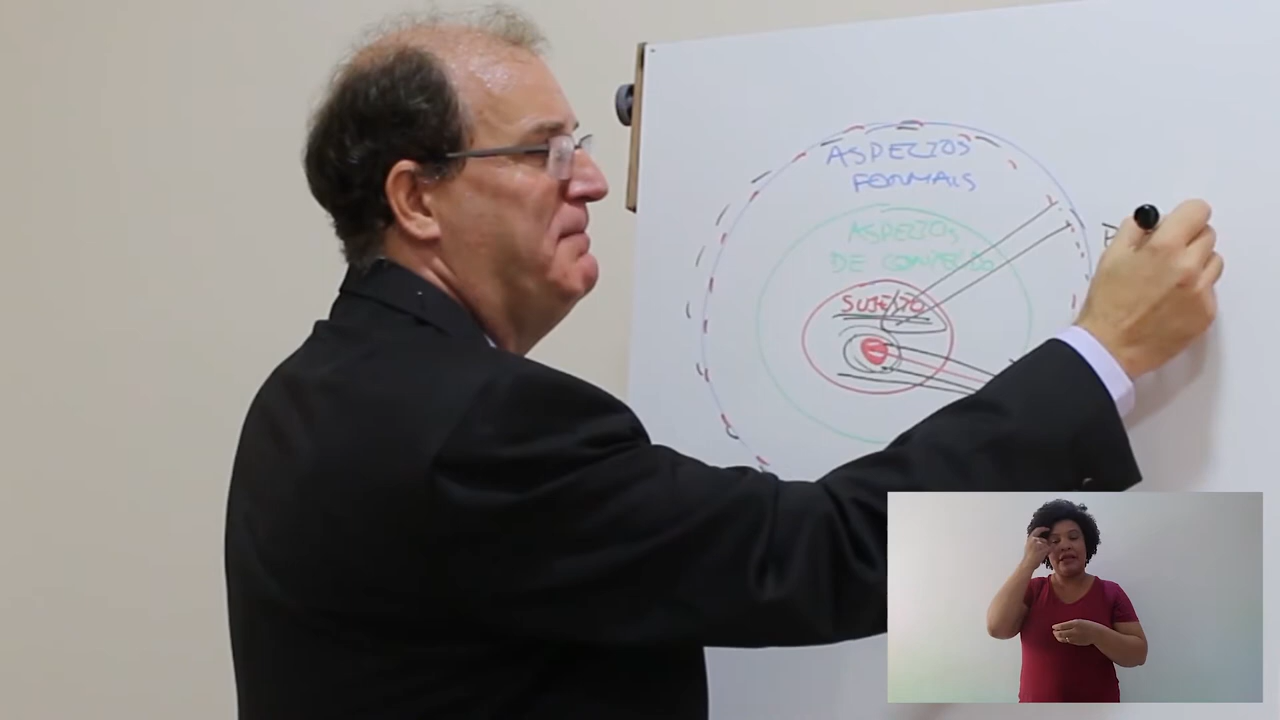 ASPECTOS
FORMAIS
ASPECTOS
DE CONTEÚDO
SUJEITO